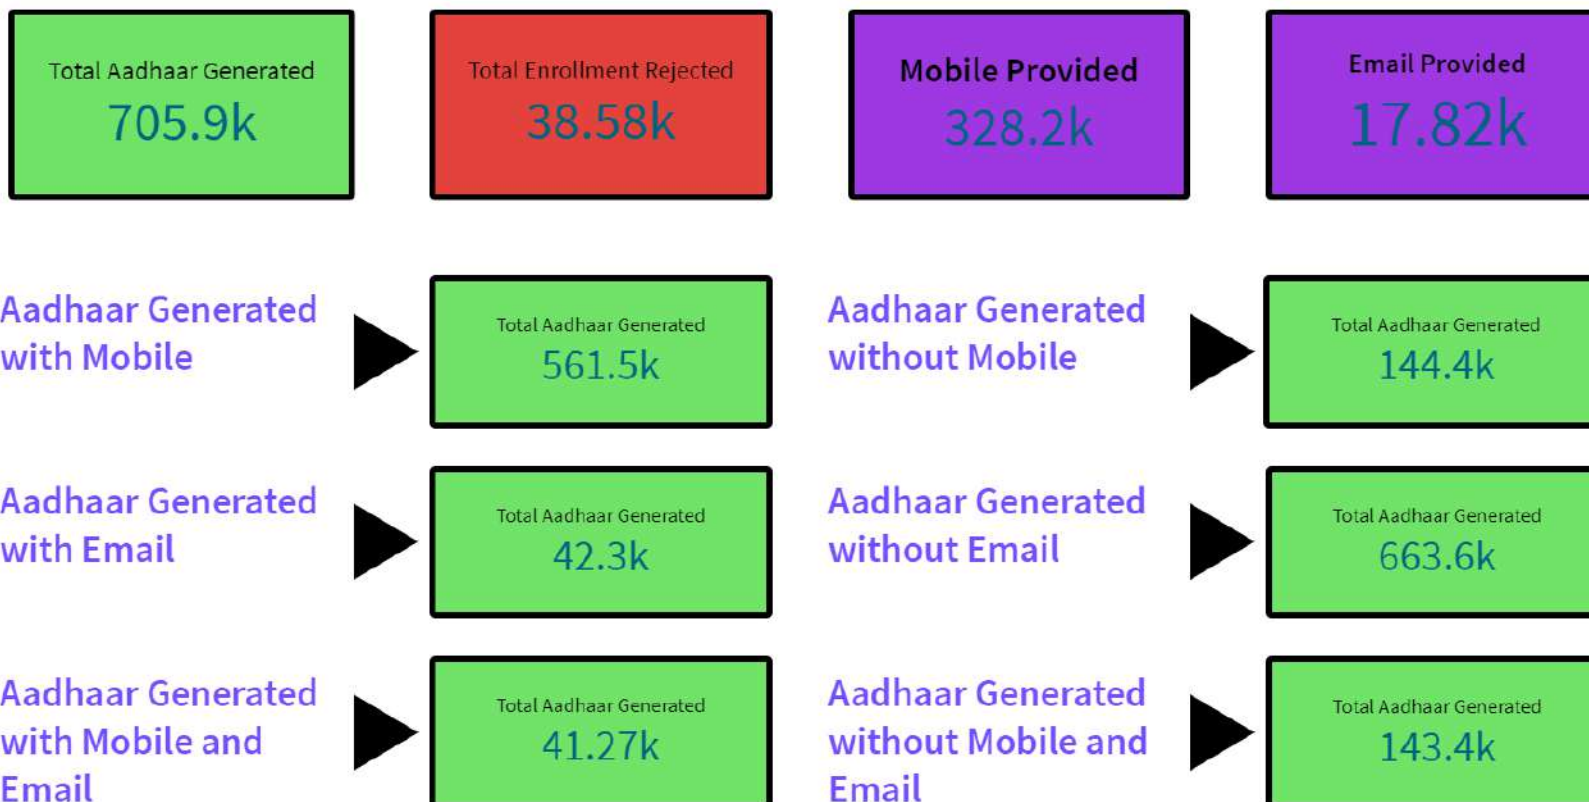 Total Aadhaar Generated
705.9k
Total Enrollment Rejected
38.58k
Mobile Provided
328.2k
Email Provided
17.82k
Aadhaar Generated
with Mobile
Total Aadhaar Generated
561.5k
Aadhaar Generated
without Mobile
Total Aadhaar Generated
144.4k
Aadhaar Generated
with Email
Total Aadhaar Generated
42.3k
Aadhaar Generated
without Email
Total Aadhaar Generated
663.6k
Aadhaar Generated
with Mobile and
Email
Total Aadhaar Generated
41.27k
Aadhaar Generated
without Mobile and
Email
Total Aadhaar Generated
143.4k